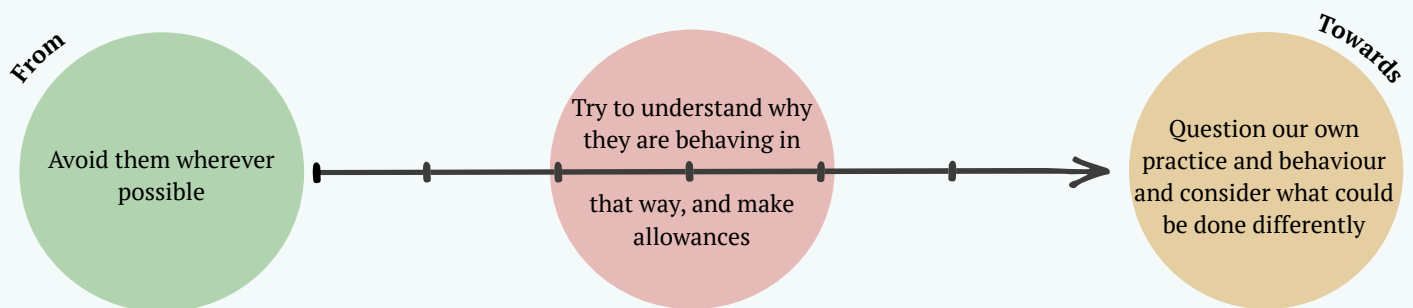 From
Avoid them wherever
possible
Try to understand why
they are behaving in
that way, and make
allowances
Towards
Question our own
practice and behaviour
and consider what could
be done differently